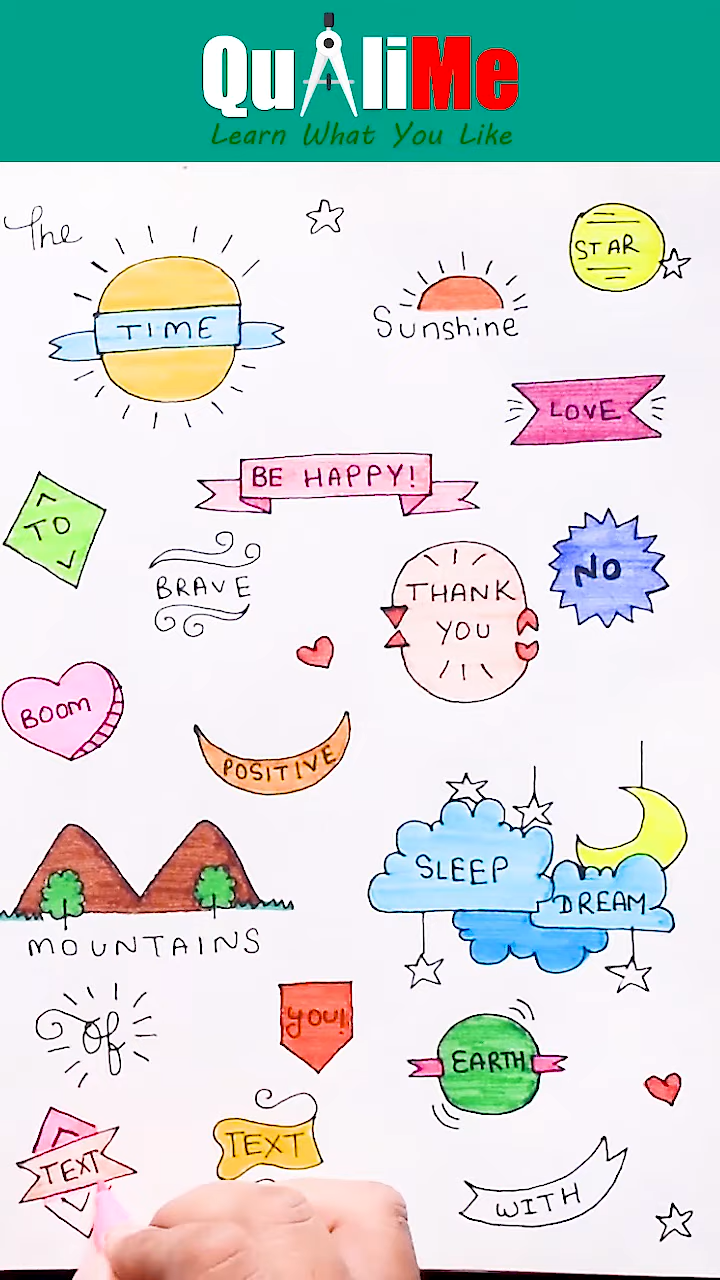 QuAliMe
Learn What You Like
The
TIME
Sunshine
STAR
LOVE
BE HAPPY!
TO
BRAVE
THANK
YOU
NO
BOOM
POSITIVE
SLEEP
DREAM
MOUNTAINS
of
YOU!
EARTH
TEXT
TEXT
WITH